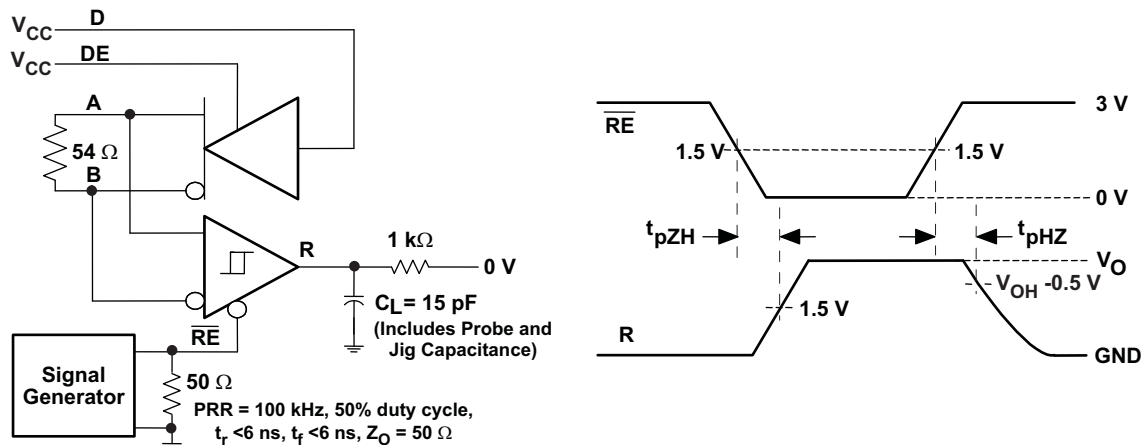 VCC D
VCC DE
A
54 Ω
B
R
1 kΩ
0 V
CL = 15 pF
(Includes Probe and
Jig Capacitance)
RE
Signal
Generator
50 Ω
PRR = 100 kHz, 50% duty cycle,
tr <6 ns, tf <6 ns, ZO = 50 Ω
RE
3 V
1.5 V
1.5 V
0 V
tpZH
tpHZ
VO
VOH -0.5 V
1.5 V
R
GND